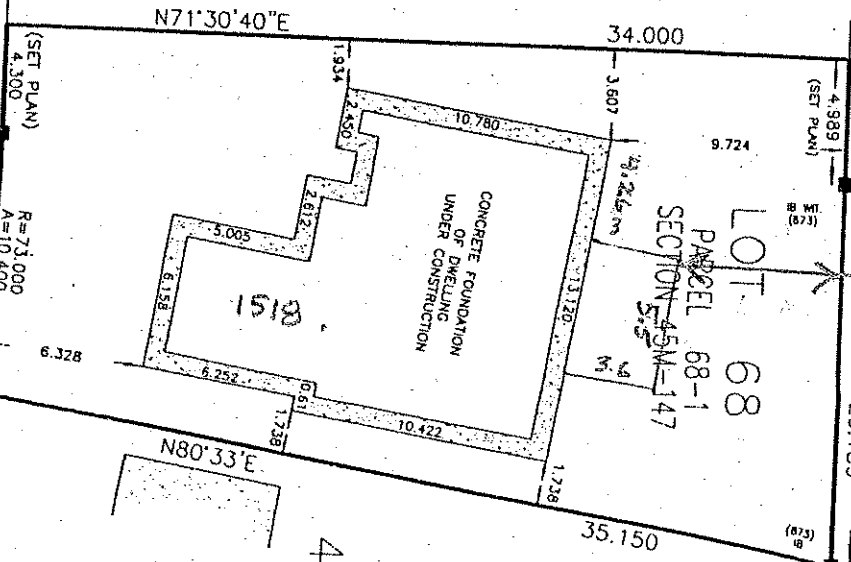 N71°30'40"E
34.000
(SET PLAN)
4.300
1.934
3.607
4.989
(SET PLAN)
9.724
IB WIT.
(873)
10.780
2.450
2.612
5.005
6.158
6.252
0.61
10.422
13.120
CONCRETE FOUNDATION
OF DWELLING
UNDER CONSTRUCTION
1518
LOT 68
PARCEL 68-1
SECTION 45M-147
5.5
R=73.000
A=10.400
6.328
1.738
1.738
N80°33'E
35.150
(873)
IB
4